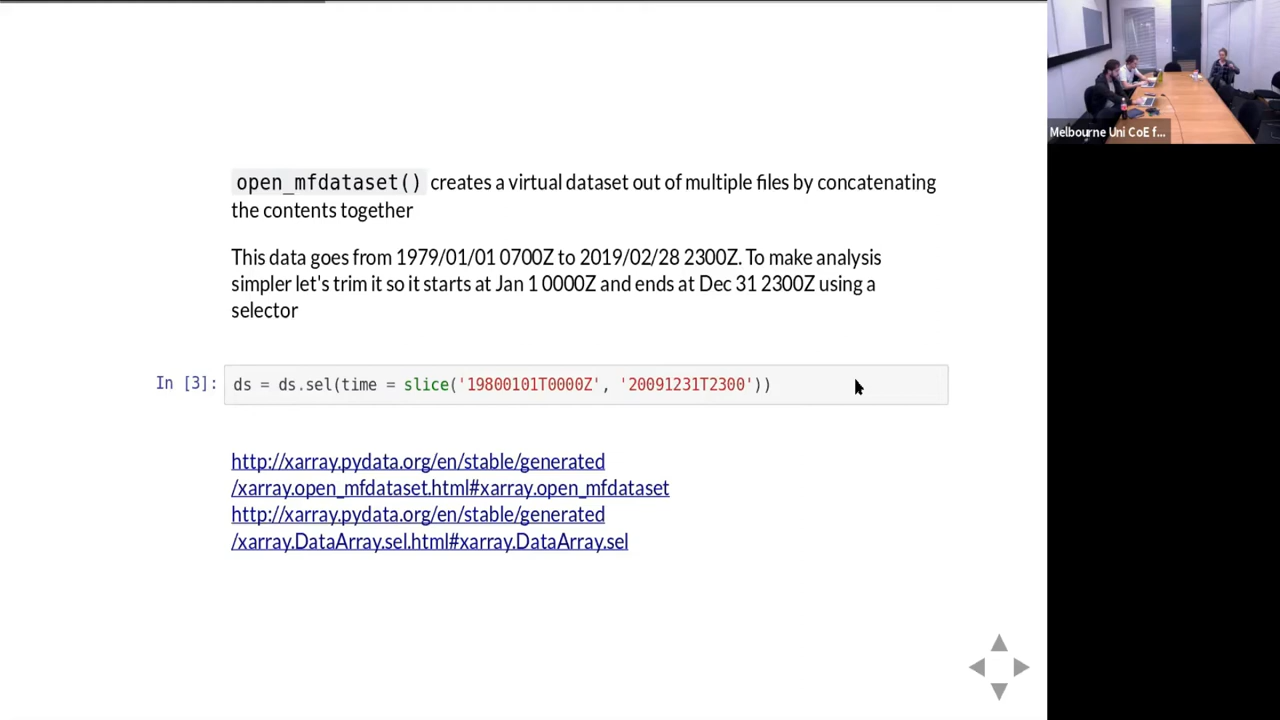 open_mfdataset() creates a virtual dataset out of multiple files by concatenating
the contents together
This data goes from 1979/01/01 0700Z to 2019/02/28 2300Z. To make analysis
simpler let's trim it so it starts at Jan 1 0000Z and ends at Dec 31 2300Z using a
selector
In [3]: ds = ds.sel(time = slice('19800101T0000Z', '20091231T2300'))
http://xarray.pydata.org/en/stable/generated
/xarray.open_mfdataset.html#xarray.open_mfdataset
http://xarray.pydata.org/en/stable/generated
/xarray.DataArray.sel.html#xarray.DataArray.sel
Melbourne Uni CoE f...